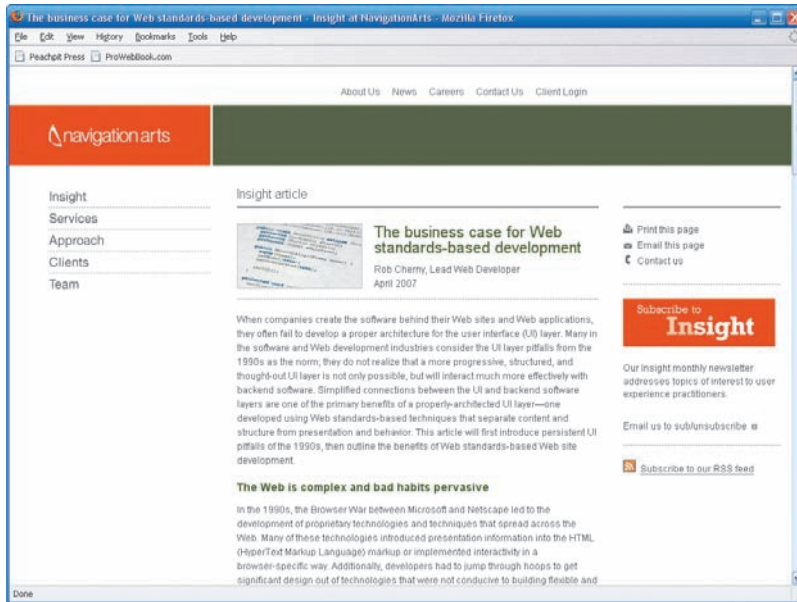 The business case for Web standards-based development - Insight at NavigationArts - Mozilla Firefox
File Edit View History Bookmarks Tools Help
Peachpit Press ProWebBook.com
About Us News Careers Contact Us Client Login
navigation arts
Insight
Services
Approach
Clients
Team
Insight article
The business case for Web
standards-based development
Rob Cherny, Lead Web Developer
April 2007
When companies create the software behind their Web sites and Web applications,
they often fail to develop a proper architecture for the user interface (UI) layer. Many in
the software and Web development industries consider the UI layer pitfalls from the
1990s as the norm; they do not realize that a more progressive, structured, and
thought-out UI layer is not only possible, but will interact much more effectively with
backend software. Simplified connections between the UI and backend software
layers are one of the primary benefits of a properly-architected UI layer—one
developed using Web standards-based techniques that separate content and
structure from presentation and behavior. This article will first introduce persistent UI
pitfalls of the 1990s, then outline the benefits of Web standards-based Web site
development.
The Web is complex and bad habits pervasive
In the 1990s, the Browser War between Microsoft and Netscape led to the
development of proprietary technologies and techniques that spread across the
Web. Many of these technologies introduced presentation information into the HTML
(HyperText Markup Language) markup or implemented interactivity in a
browser-specific way. Additionally, developers had to jump through hoops to get
significant design out of technologies that were not conducive to building flexible and
Print this page
Email this page
Contact us
Subscribe to
Insight
Our Insight monthly newsletter
addresses topics of interest to user
experience practitioners.
Email us to sub/unsubscribe
Subscribe to our RSS feed
Done